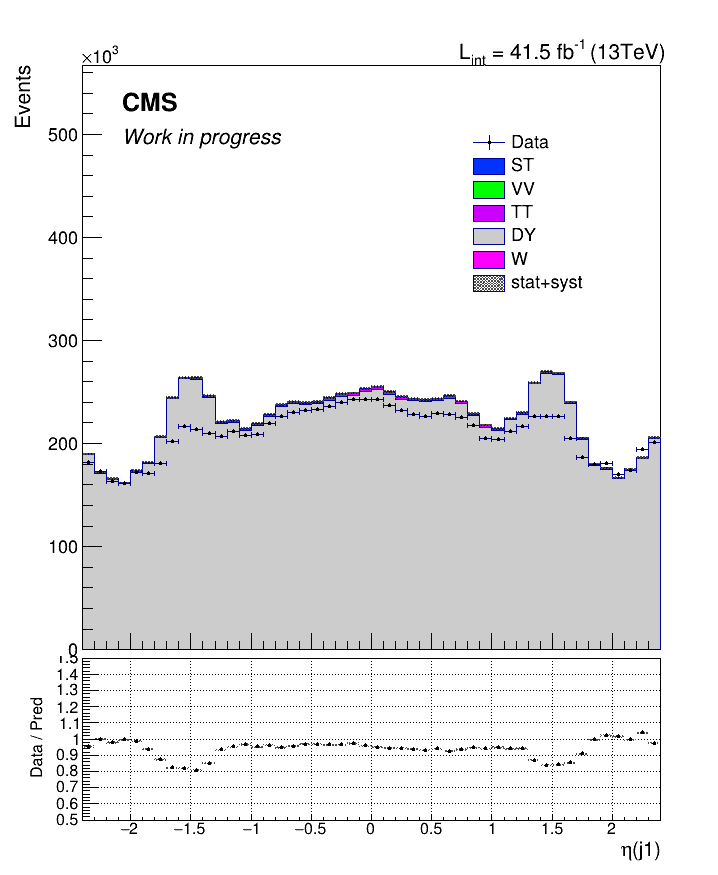 ×10³
L_int = 41.5 fb⁻¹ (13TeV)
Events
CMS
Work in progress
Data
ST
VV
TT
DY
W
stat+syst
500
400
300
200
100
0
Data / Pred
1.5
1.4
1.3
1.2
1.1
1
0.9
0.8
0.7
0.6
0.5
−2 −1.5 −1 −0.5 0 0.5 1 1.5 2
η(j1)